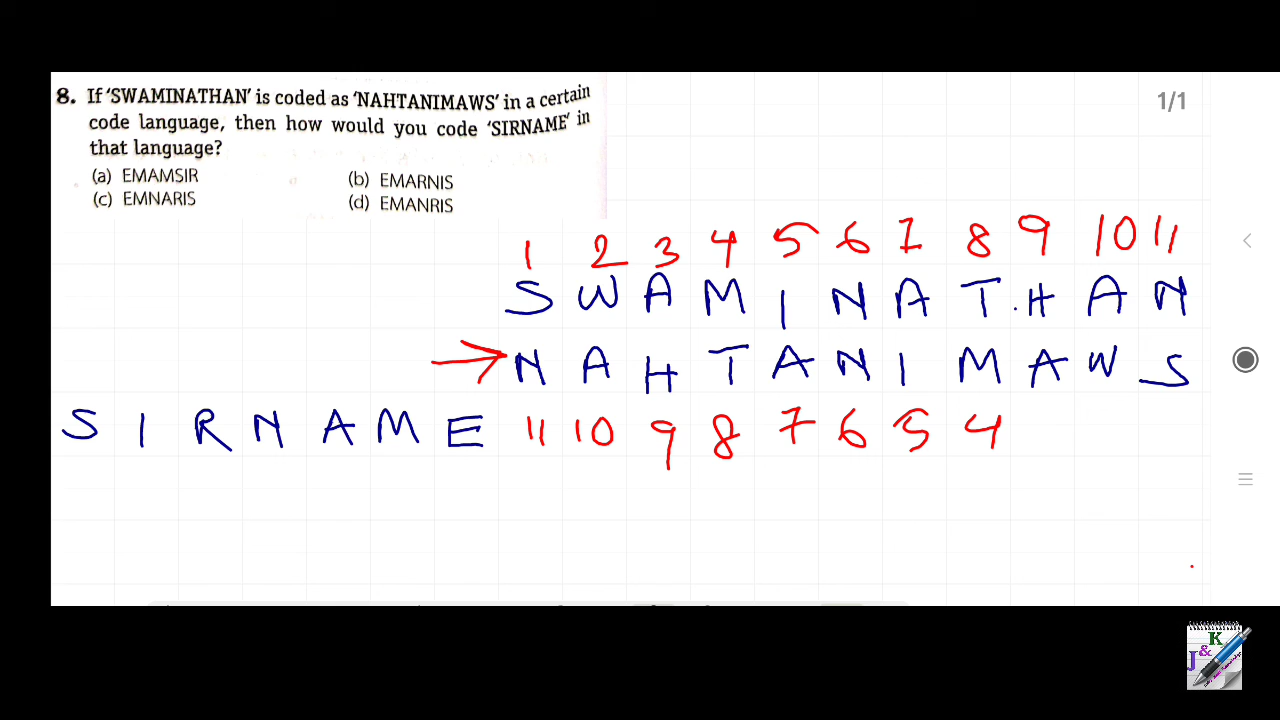 8. If ‘SWAMINATHAN’ is coded as ‘NAHTANIMAWS’ in a certain
code language, then how would you code ‘SIRNAME’ in
that language?
(a) EMAMSIR (b) EMARNIS
(c) EMNARIS (d) EMANRIS
1/1
1 2 3 4 5 6 7 8 9 10 11
S W A M I N A T . H A N
N A H T A N I M A W S
S I R N A M E 11 10 9 8 7 6 5 4
J & K